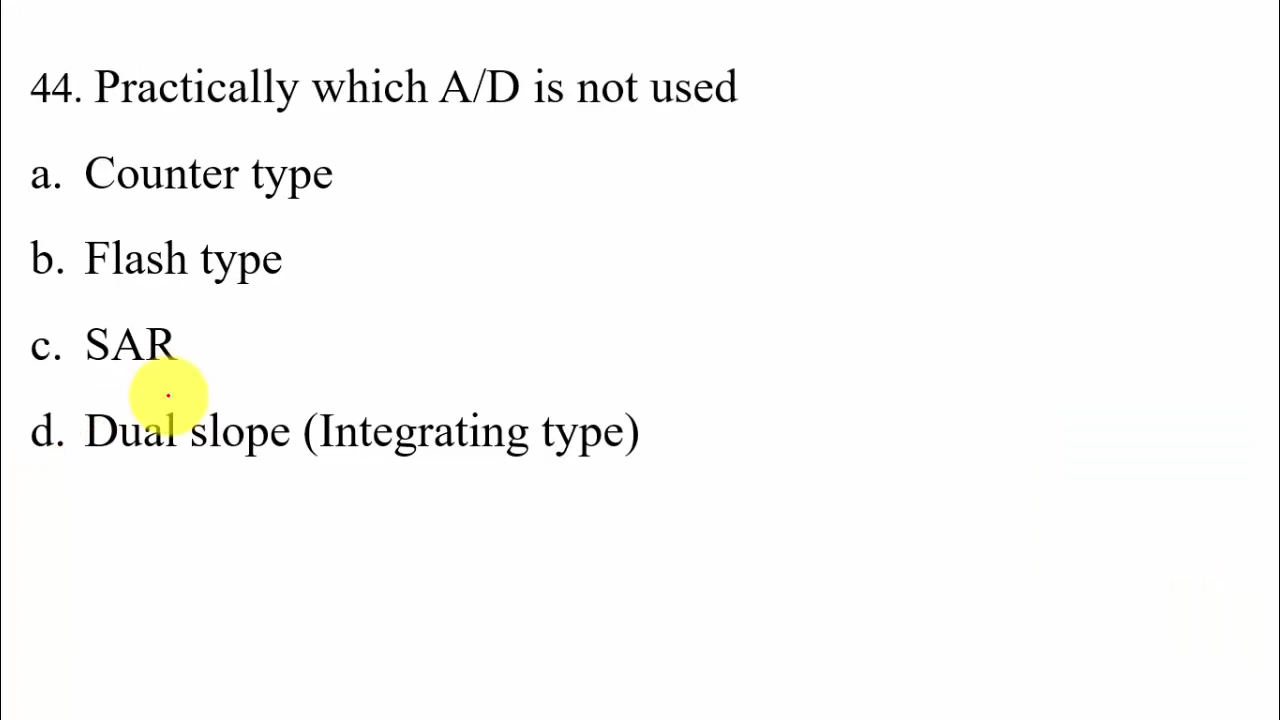 44. Practically which A/D is not used
a. Counter type
b. Flash type
c. SAR
d. Dual slope (Integrating type)